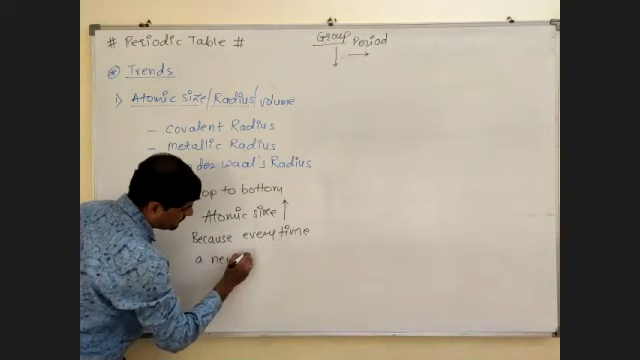 # Periodic Table #
Group
Period
* Trends:
1) Atomic size/Radius/volume
- Covalent Radius
- Metallic Radius
der Waal's Radius
top to bottom
Atomic size ↑
Because every time
a new